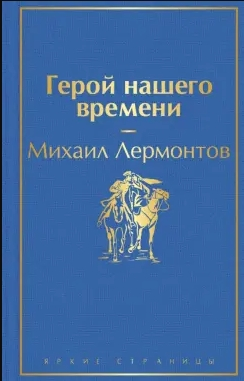 Герой нашего
времени
Михаил Лермонтов
ЯРКИЕ СТРАНИЦЫ